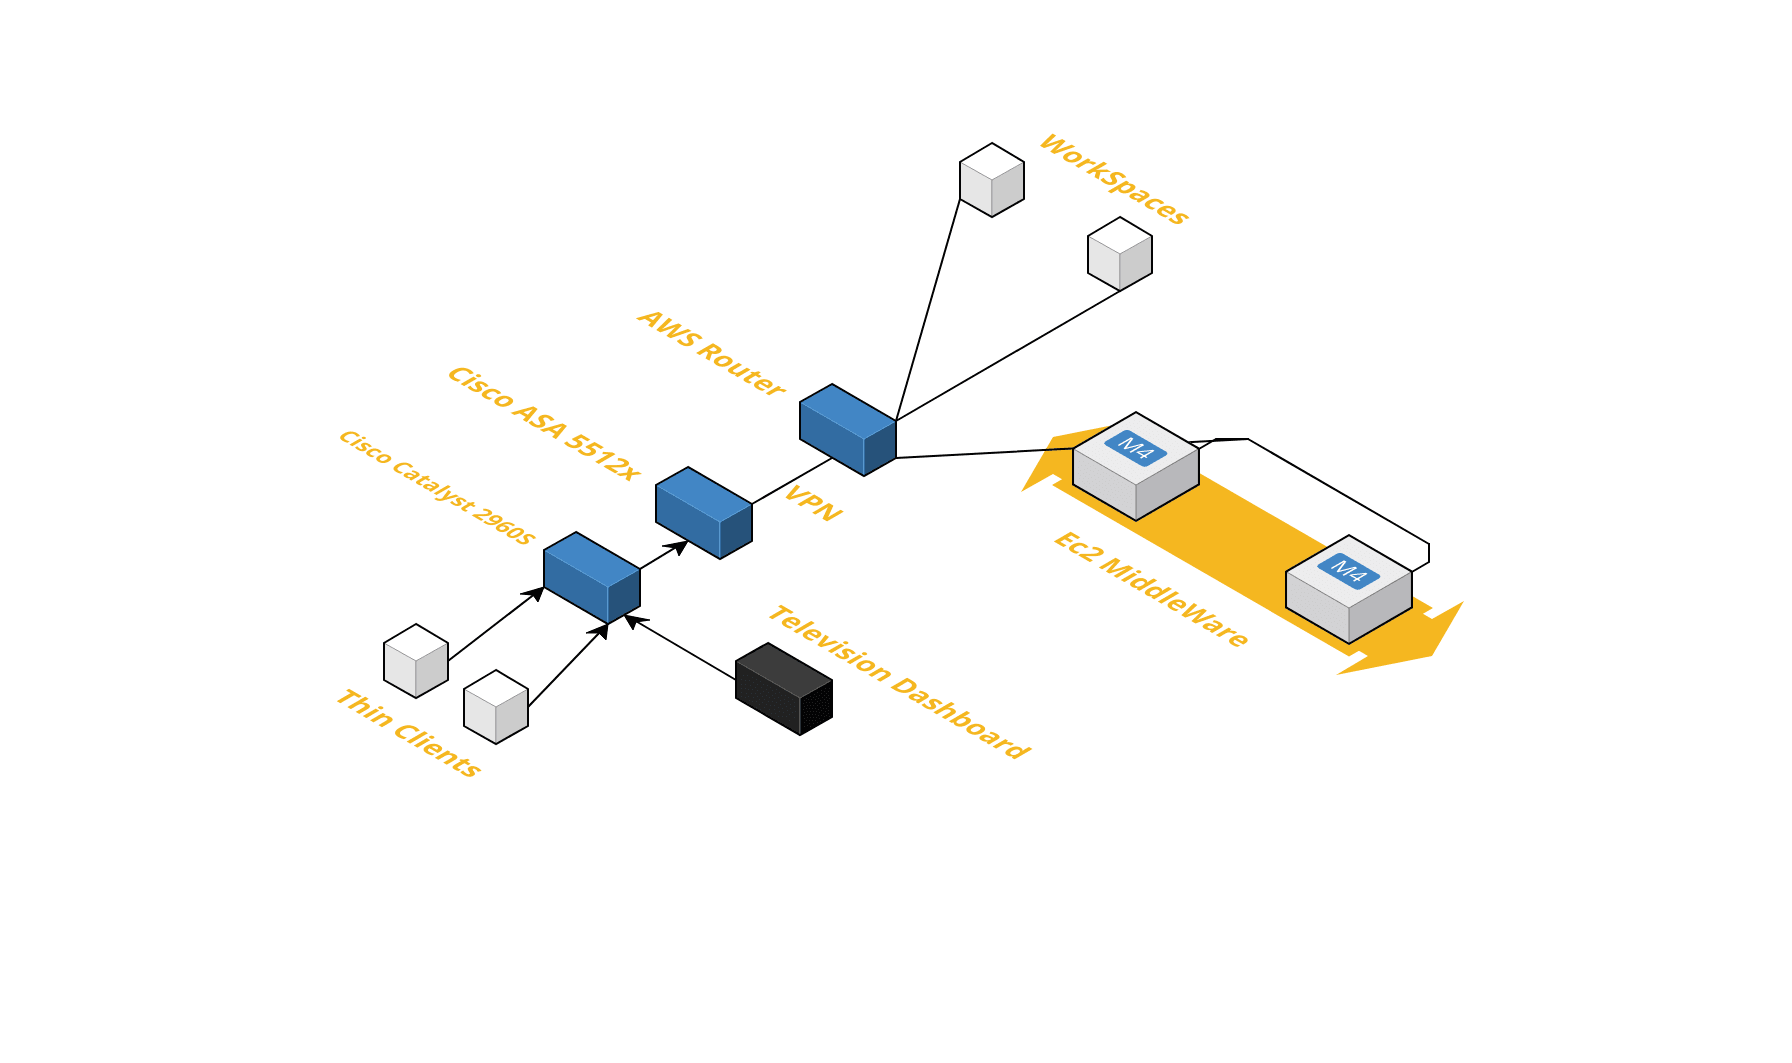 WorkSpaces
AWS Router
Cisco ASA 5512x
Cisco Catalyst 2960S
VPN
M4
M4
Ec2 MiddleWare
Television Dashboard
Thin Clients